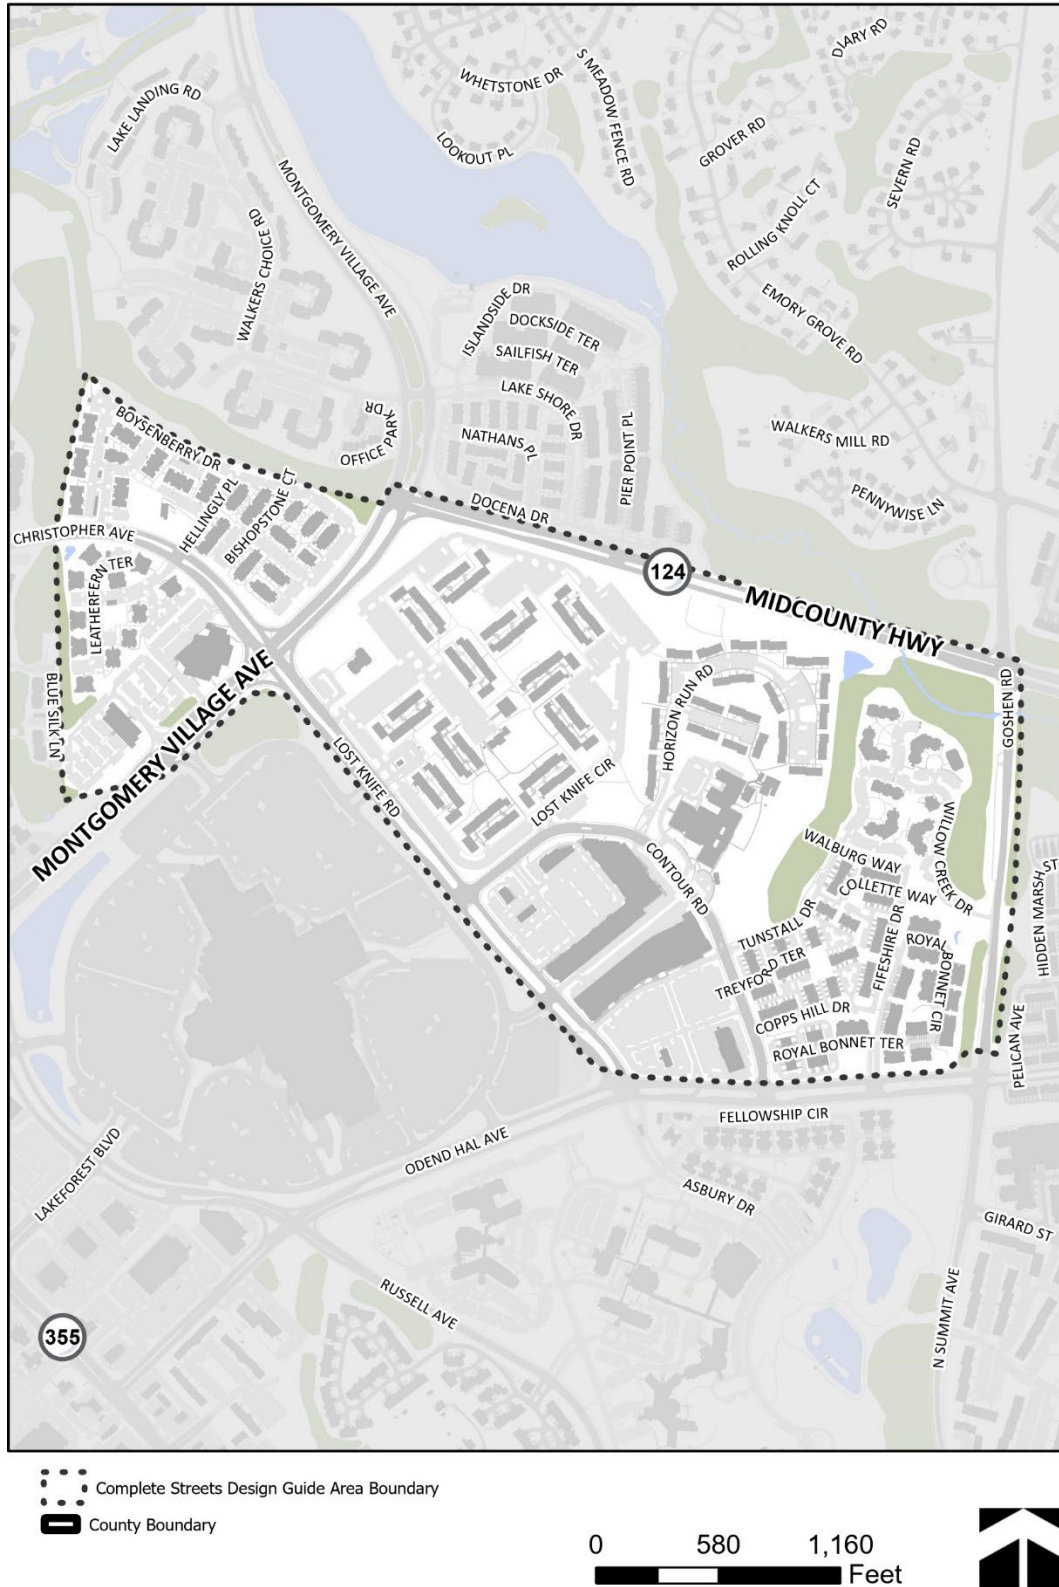 DIARY RD
WHETSTONE DR
S MEADOW FENCE RD
LAKE LANDING RD
GROVER RD
LOOKOUT PL
SEVERN RD
MONTGOMERY VILLAGE AVE
ROLLING KNOLL CT
WALKERS CHOICE RD
EMORY GROVE RD
ISLANDSIDE DR
DOCKSIDE TER
SAILFISH TER
LAKE SHORE DR
OFFICE PARK DR
NATHANS PL
PIER POINT PL
WALKERS MILL RD
BOYSENBERRY DR
PENNYWISE LN
HELLINGLY PL
BISHOPSTONE CT
DOCENA DR
CHRISTOPHER AVE
124
LEATHERFERN TER
MIDCOUNTY HWY
BLUE SILK LN
MONTGOMERY VILLAGE AVE
HORIZON RUN RD
GOSHEN RD
LOST KNIFE RD
LOST KNIFE CIR
WALBURG WAY
WILLOW CREEK DR
CONTOUR RD
COLLETTE WAY
HIDDEN MARSH ST
TUNSTALL DR
FIFESHIRE DR
ROYAL BONNET CIR
TREYFORD TER
COPPS HILL DR
ROYAL BONNET TER
PELICAN AVE
FELLOWSHIP CIR
LAKEFOREST BLVD
ODEND HAL AVE
ASBURY DR
GIRARD ST
RUSSELL AVE
N SUMMIT AVE
355
Complete Streets Design Guide Area Boundary
County Boundary
0 580 1,160
Feet